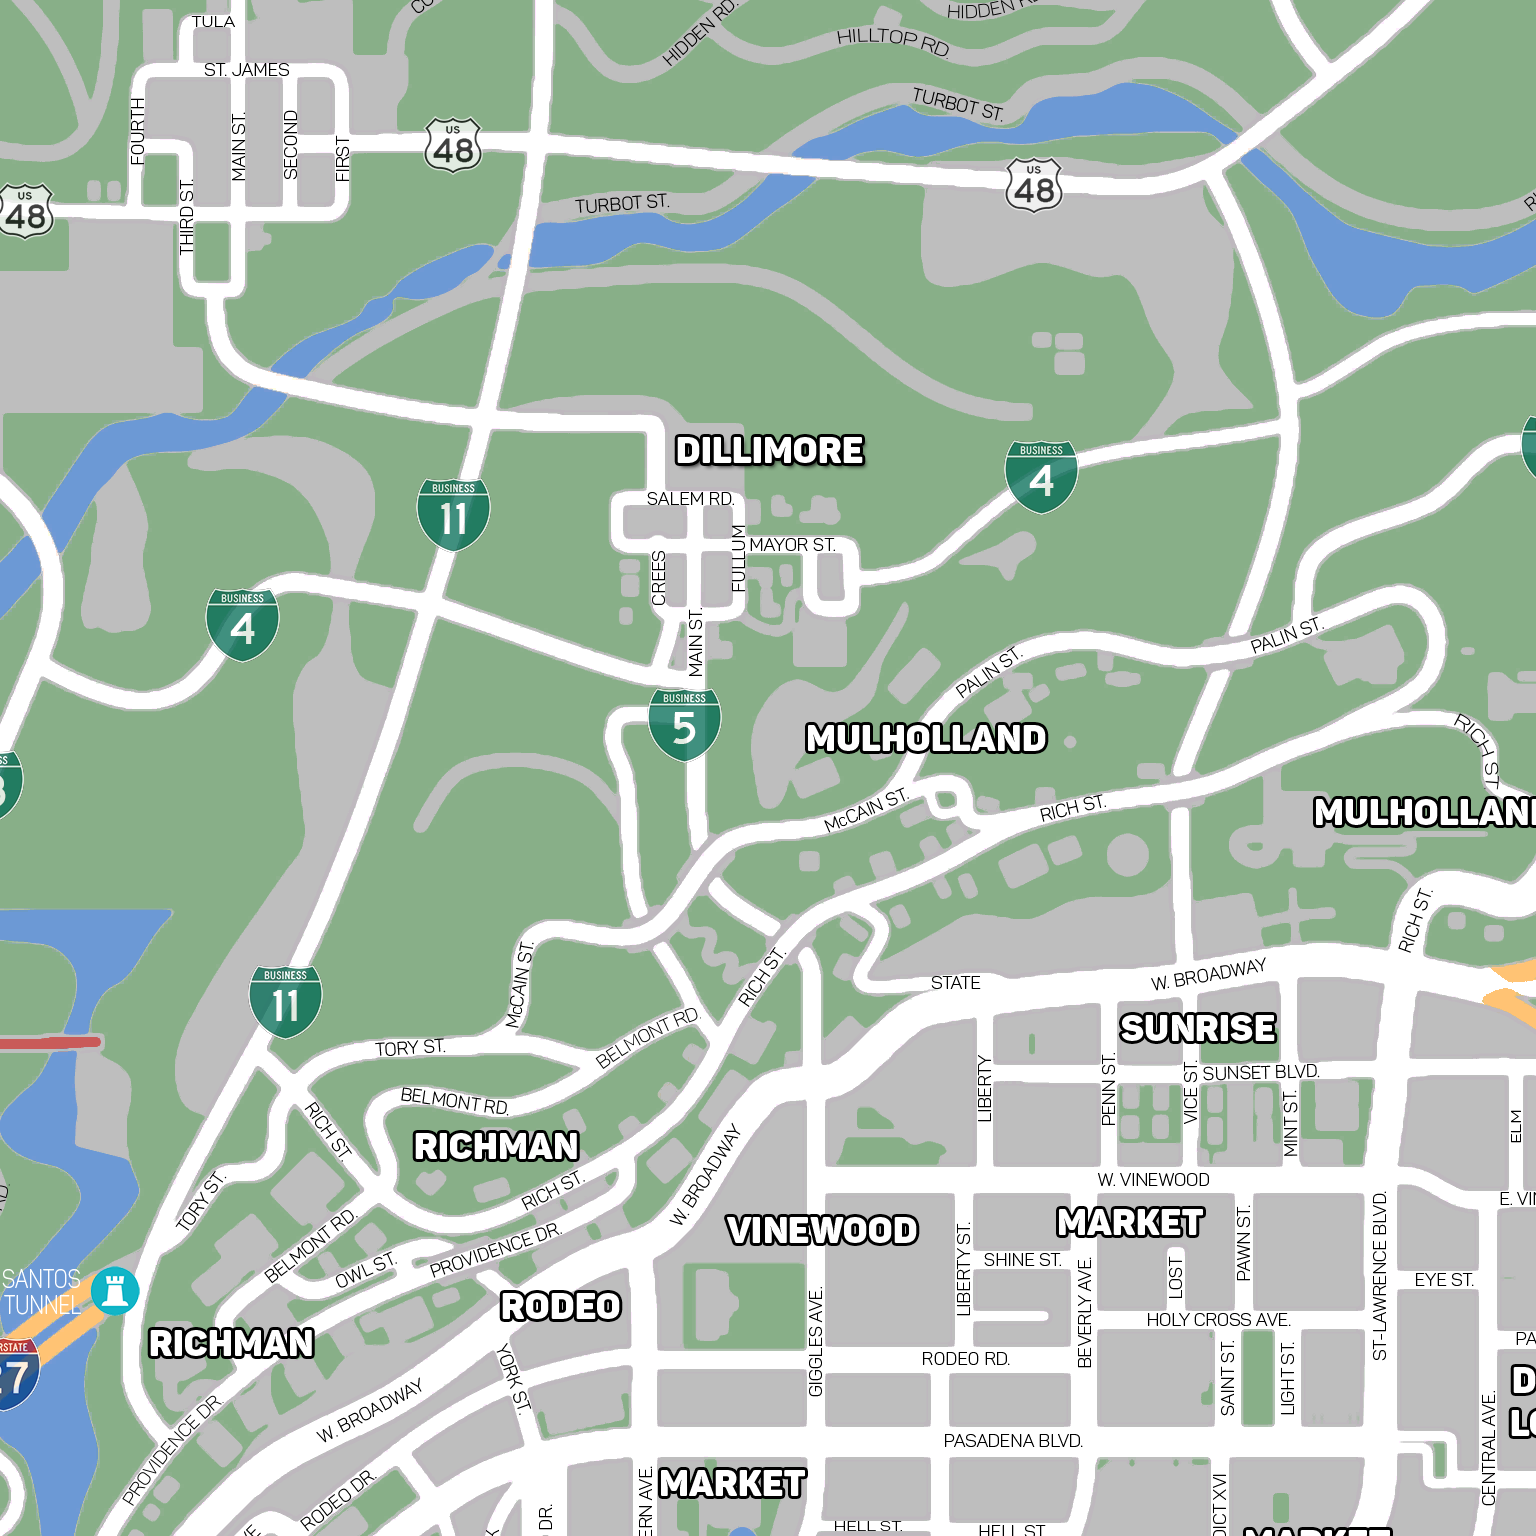 TULA
HIDDEN RD.
HILLTOP RD.
ST. JAMES
TURBOT ST.
FOURTH
MAIN ST.
SECOND
FIRST
US
48
US
48
US
48
THIRD ST.
TURBOT ST.
DILLIMORE
BUSINESS
4
BUSINESS
11
SALEM RD.
MAYOR ST.
CREES
FULLUM
BUSINESS
4
MAIN ST.
PALIN ST.
PALIN ST.
BUSINESS
5
MULHOLLAND
RICH ST.
McCAIN ST.
RICH ST.
MULHOLLAND
RICH ST.
McCAIN ST.
RICH ST.
BUSINESS
11
STATE
W. BROADWAY
SUNRISE
TORY ST.
BELMONT RD.
LIBERTY
PENN ST.
VICE ST.
SUNSET BLVD.
MINT ST.
ELM
BELMONT RD.
RICH ST.
RICHMAN
TORY ST.
W. BROADWAY
RICH ST.
W. VINEWOOD
MARKET
VINEWOOD
BELMONT RD.
PROVIDENCE DR.
OWL ST.
LIBERTY ST.
SHINE ST.
PAWN ST.
LOST
ST-LAWRENCE BLVD.
EYE ST.
SANTOS
TUNNEL
RODEO
RICHMAN
GIGGLES AVE.
BEVERLY AVE.
HOLY CROSS AVE.
RODEO RD.
YORK ST.
SAINT ST.
LIGHT ST.
W. BROADWAY
PROVIDENCE DR.
PASADENA BLVD.
CENTRAL AVE.
MARKET
RODEO DR.
DR.
HELL ST.
HELL ST.
MARKET